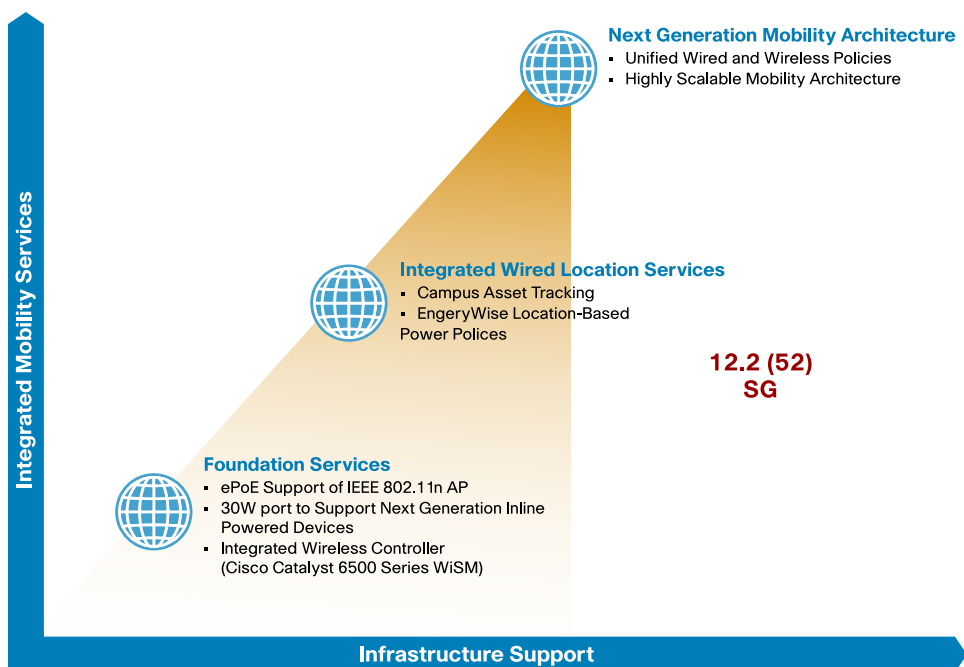 Integrated Mobility Services
Next Generation Mobility Architecture
▪ Unified Wired and Wireless Policies
▪ Highly Scalable Mobility Architecture
Integrated Wired Location Services
▪ Campus Asset Tracking
▪ EngeryWise Location-Based
Power Polices
12.2 (52)
SG
Foundation Services
▪ ePoE Support of IEEE 802.11n AP
▪ 30W port to Support Next Generation Inline
Powered Devices
▪ Integrated Wireless Controller
(Cisco Catalyst 6500 Series WiSM)
Infrastructure Support